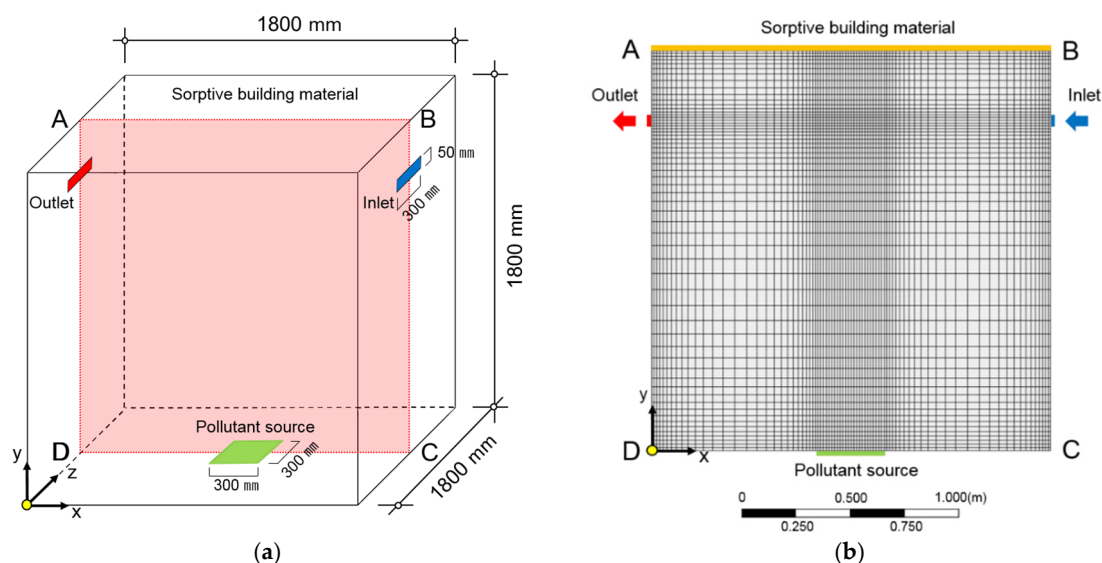 1800 mm
Sorptive building material
A
B
50 mm
Outlet
Inlet
300 mm
1800 mm
Pollutant source
D
C
300 mm
300 mm
1800 mm
y
z
x
(a)
Sorptive building material
A
B
Outlet
Inlet
y
D
x
C
Pollutant source
0
0.500
1.000(m)
0.250
0.750
(b)